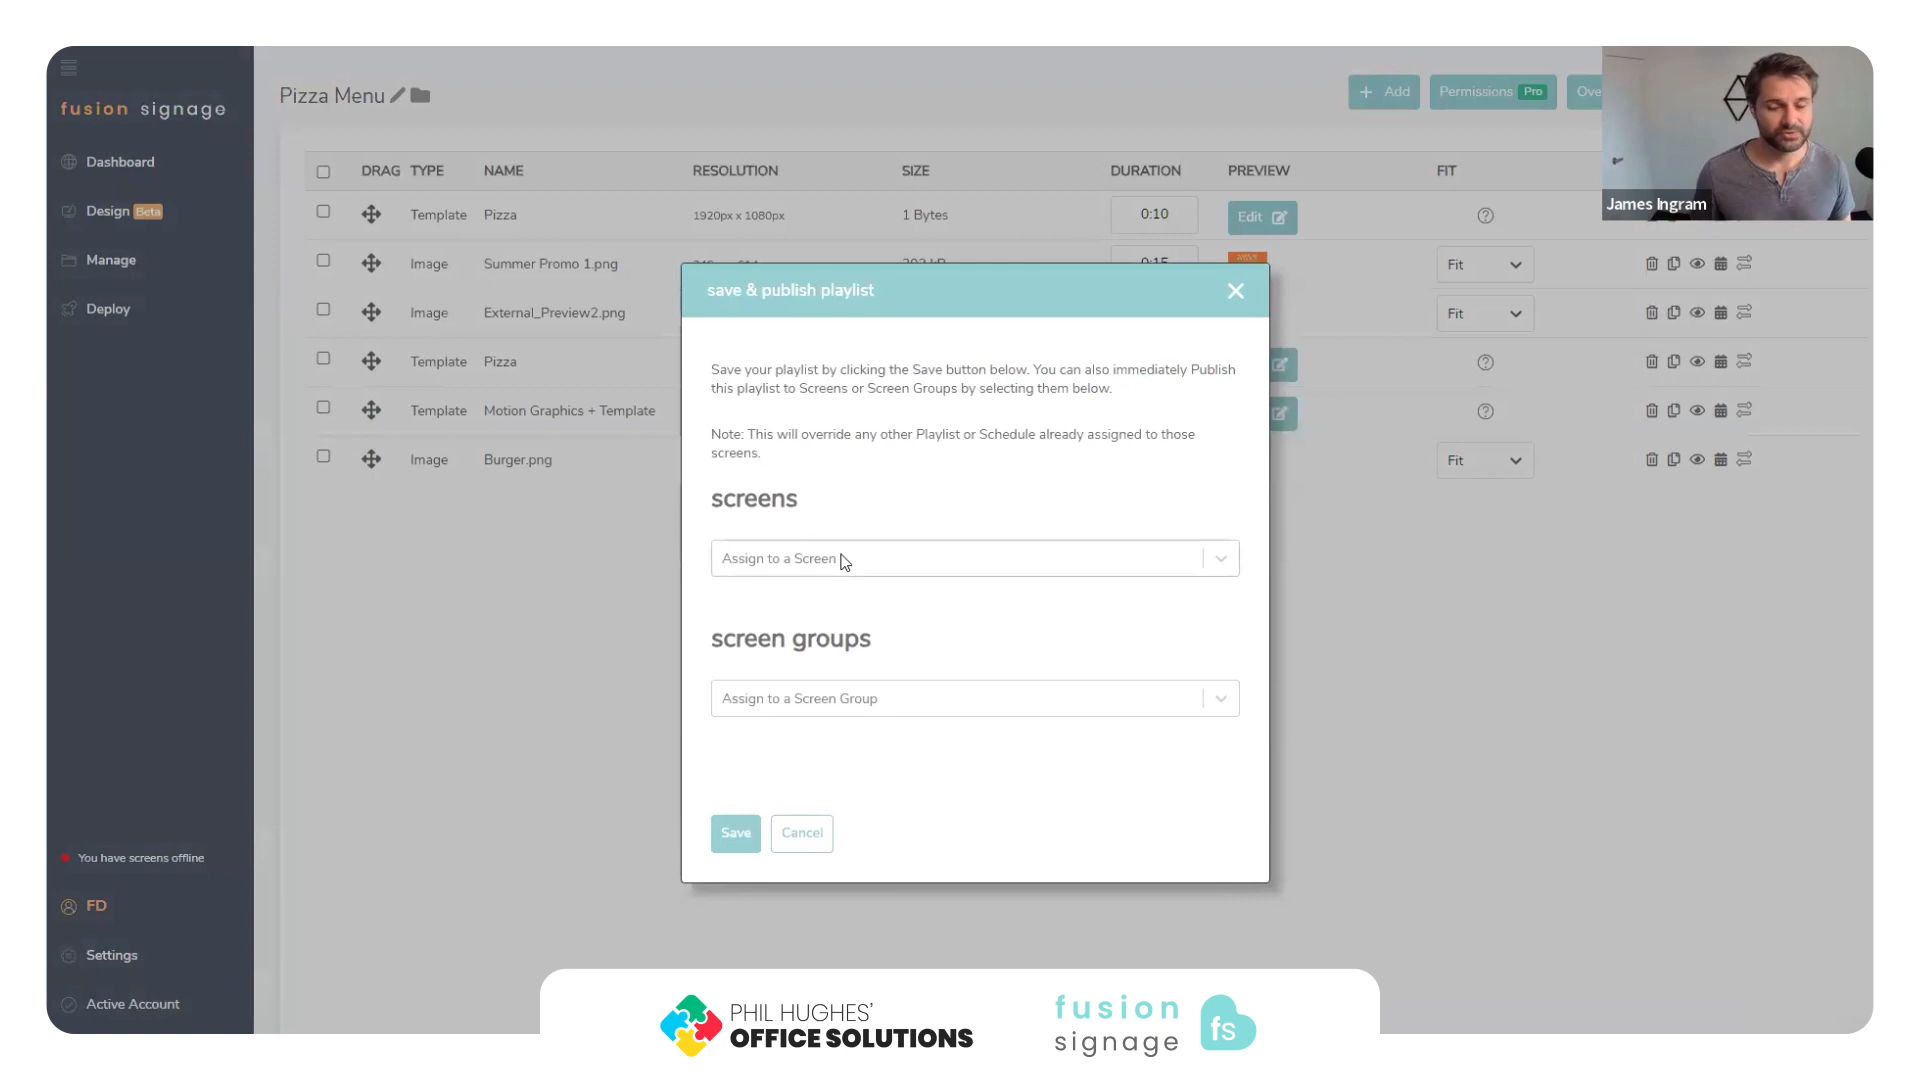 fusion signage
Dashboard
Design Beta
Manage
Deploy
You have screens offline
FD
Settings
Active Account
Pizza Menu
+ Add
Permissions Pro
Ove
DRAG TYPE NAME RESOLUTION SIZE DURATION PREVIEW FIT
Template Pizza 1920px x 1080px 1 Bytes 0:10 Edit
Image Summer Promo 1.png 0:15 Fit
Image External_Preview2.png Fit
Template Pizza
Template Motion Graphics + Template
Image Burger.png Fit
James Ingram
save & publish playlist
Save your playlist by clicking the Save button below. You can also immediately Publish
this playlist to Screens or Screen Groups by selecting them below.
Note: This will override any other Playlist or Schedule already assigned to those
screens.
screens
Assign to a Screen
screen groups
Assign to a Screen Group
Save
Cancel
PHIL HUGHES'
OFFICE SOLUTIONS
fusion
signage
fs